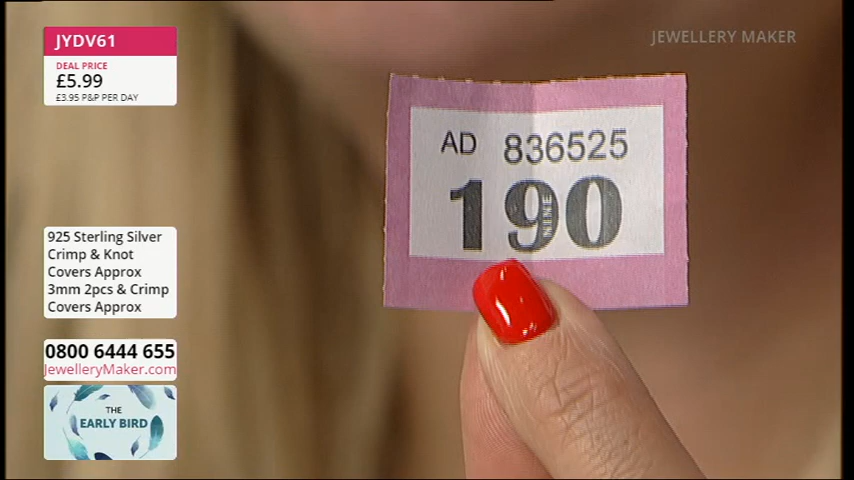 JYDV61
DEAL PRICE
£5.99
£3.95 P&P PER DAY
JEWELLERY MAKER
AD 836525
190
NINE
925 Sterling Silver
Crimp & Knot
Covers Approx
3mm 2pcs & Crimp
Covers Approx
0800 6444 655
JewelleryMaker.com
THE
EARLY BIRD